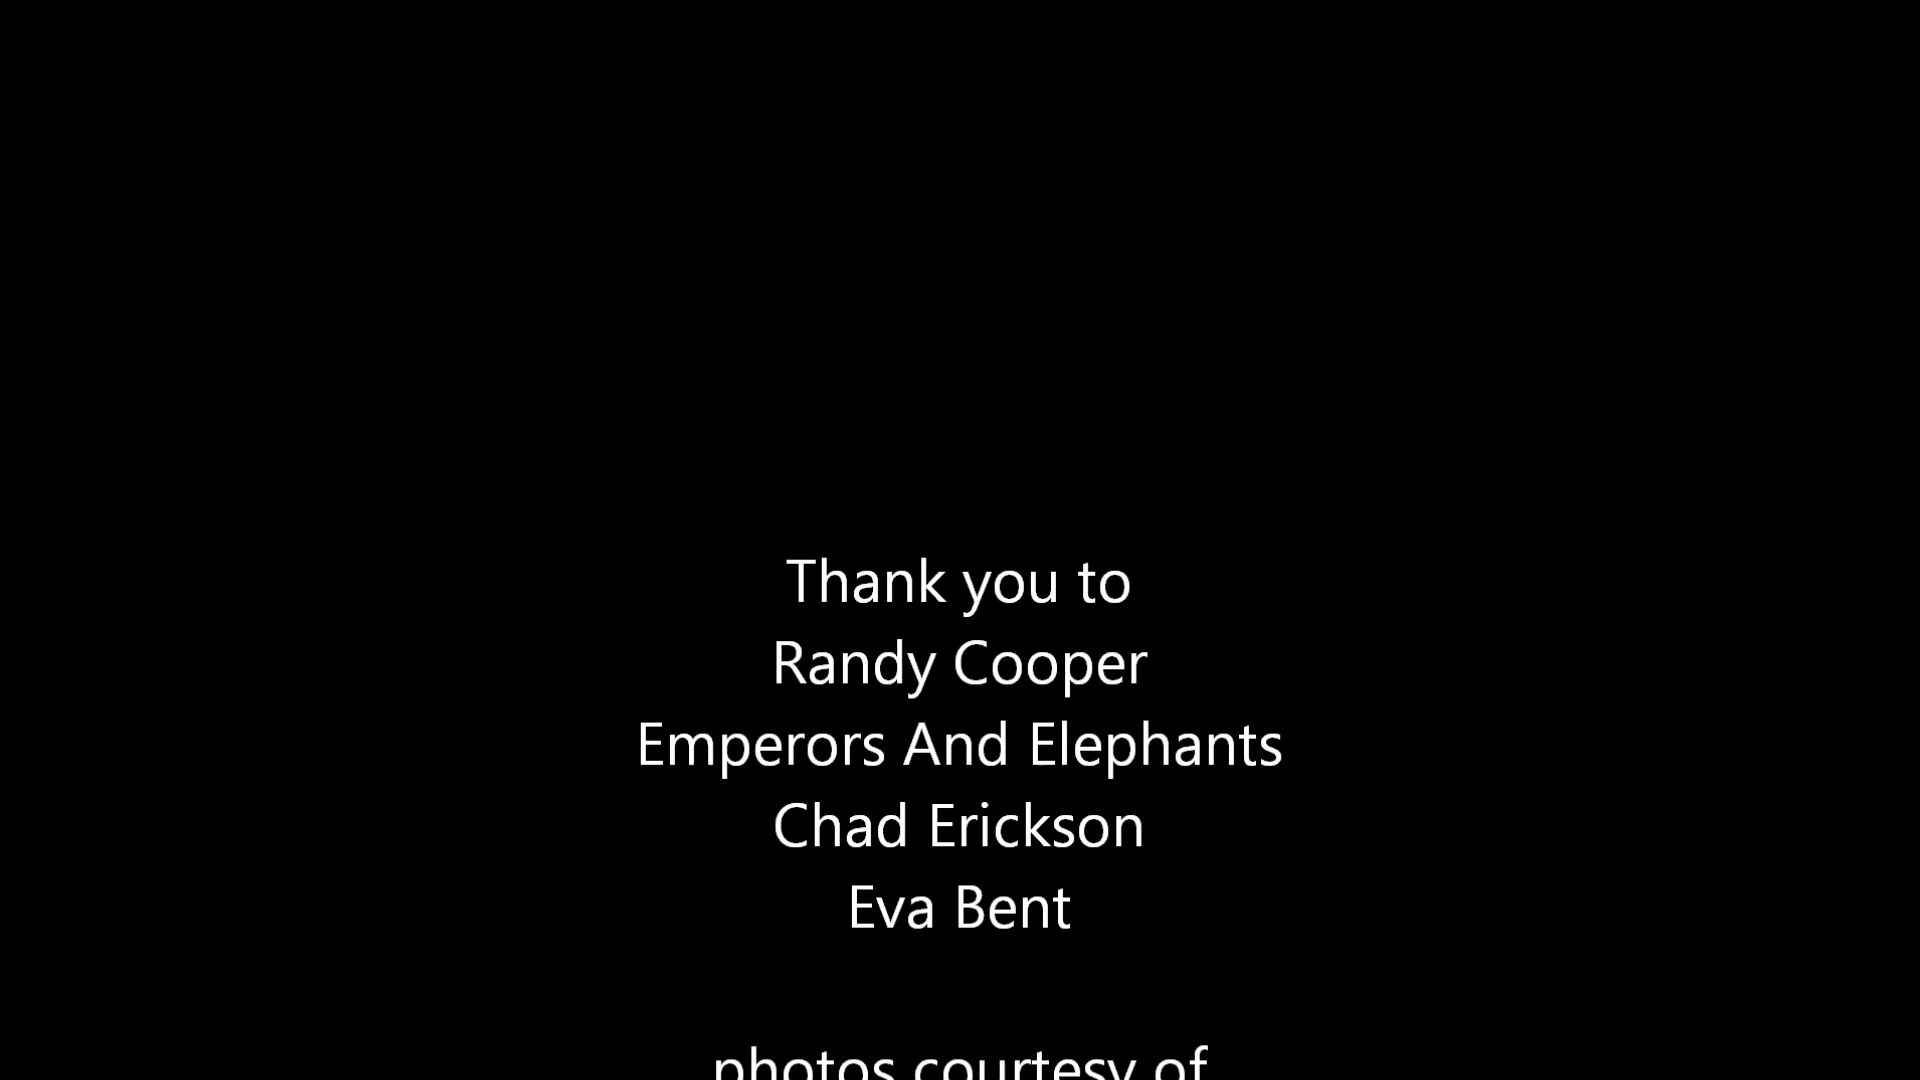 Thank you to
Randy Cooper
Emperors And Elephants
Chad Erickson
Eva Bent
photos courtesy of